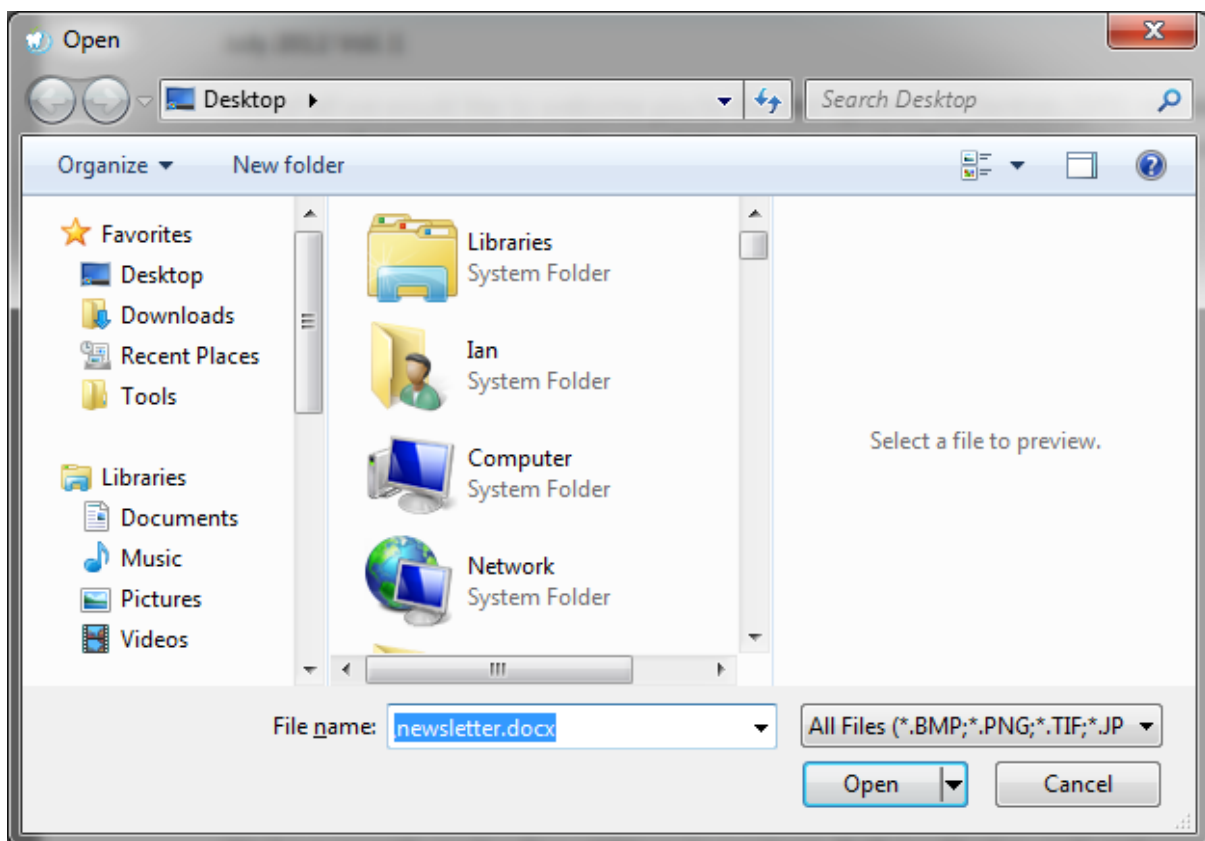 Open
Desktop
Search Desktop
Organize
New folder
Favorites
Desktop
Downloads
Recent Places
Tools
Libraries
Documents
Music
Pictures
Videos
Libraries
System Folder
Ian
System Folder
Computer
System Folder
Network
System Folder
Select a file to preview.
File name: newsletter.docx
All Files (*.BMP;*.PNG;*.TIF;*.JP
Open
Cancel